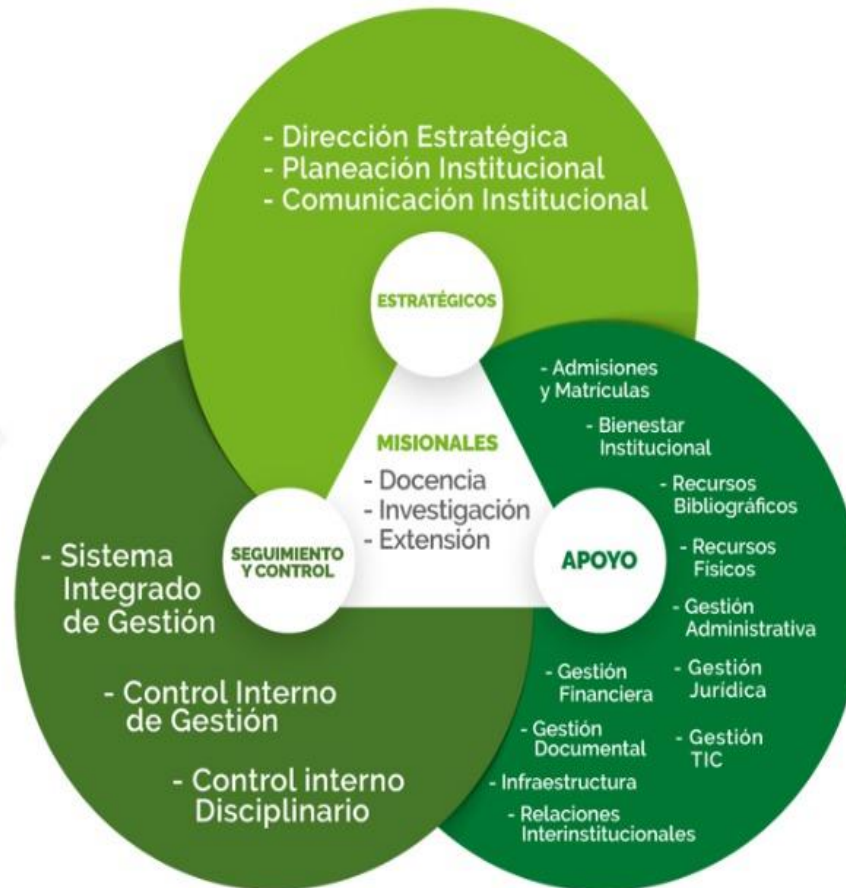 - Dirección Estratégica
- Planeación Institucional
- Comunicación Institucional
ESTRATÉGICOS
MISIONALES
- Docencia
- Investigación
- Extensión
SEGUIMIENTO
Y CONTROL
- Sistema
Integrado
de Gestión
- Control Interno
de Gestión
- Control interno
Disciplinario
APOYO
- Admisiones
y Matrículas
- Bienestar
Institucional
- Recursos
Bibliográficos
- Recursos
Físicos
- Gestión
Administrativa
- Gestión
Jurídica
- Gestión
TIC
- Gestión
Financiera
- Gestión
Documental
- Infraestructura
- Relaciones
Interinstitucionales